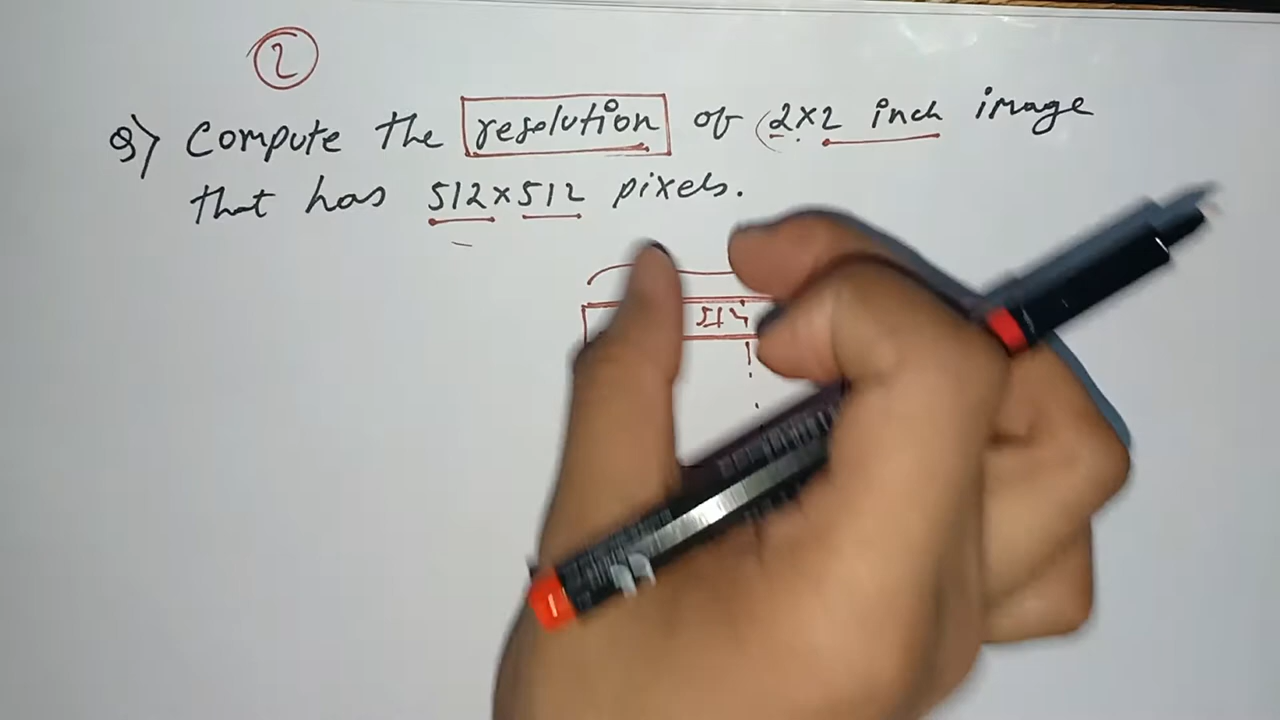 2
Q) Compute the resolution of (2x2 inch image
that has 512x512 pixels.